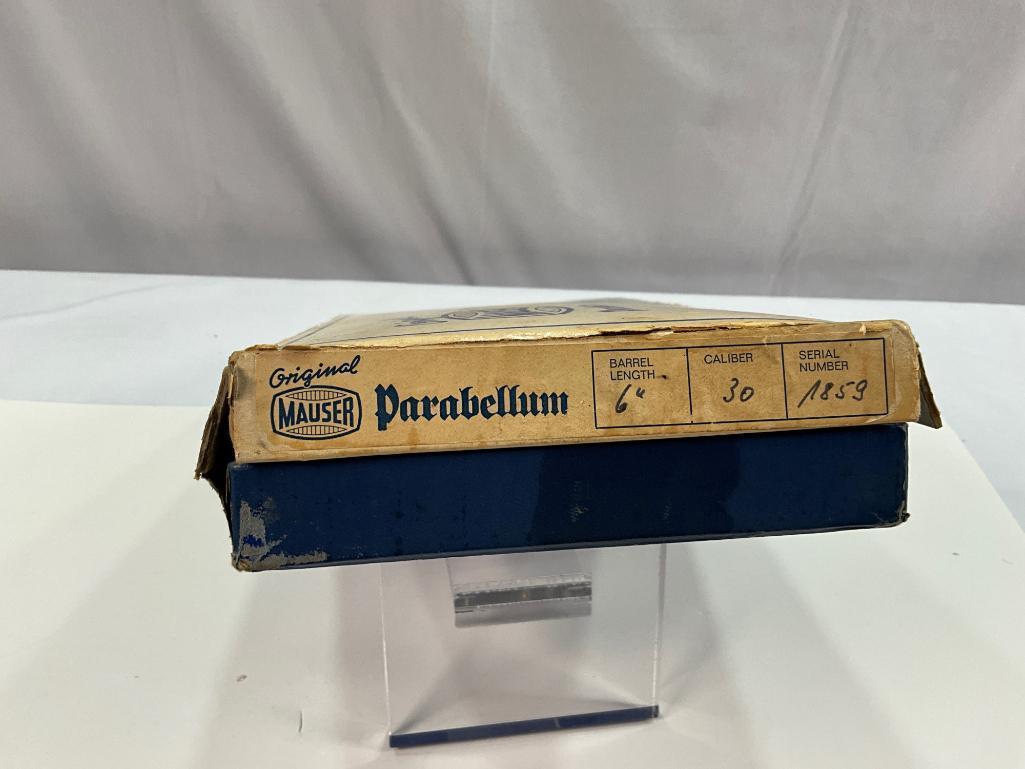 Original
MAUSER
Parabellum
BARREL
LENGTH
6"
CALIBER
30
SERIAL
NUMBER
1859